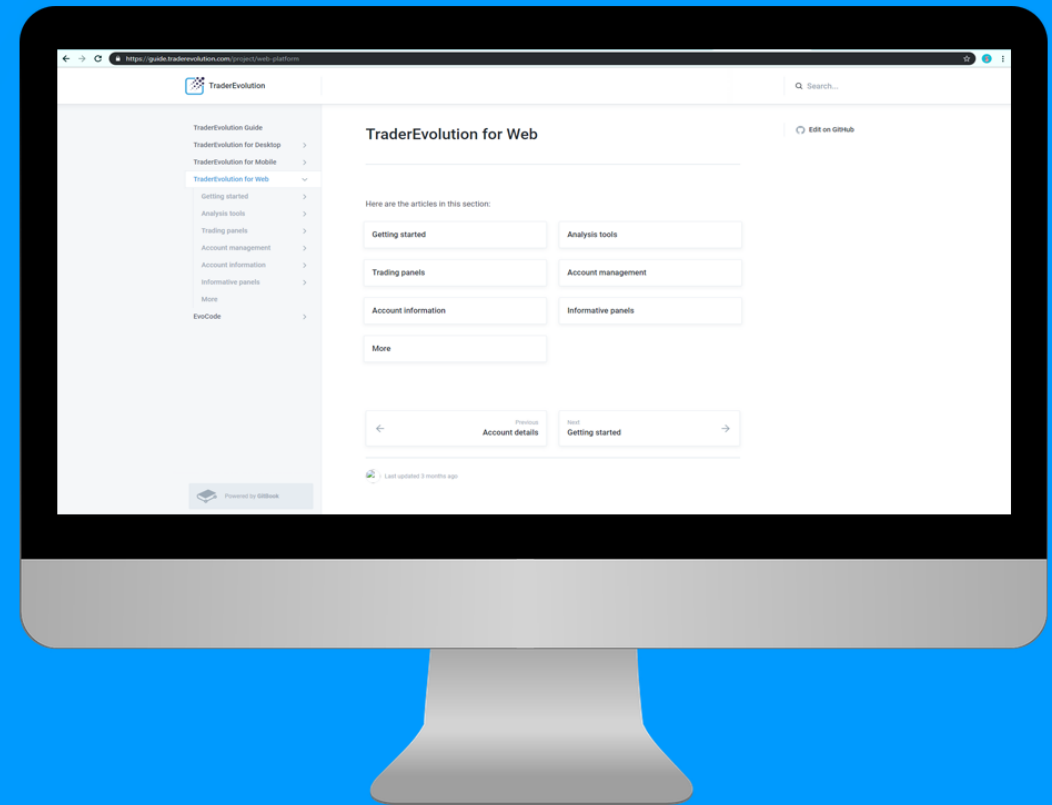 https://guide.traderevolution.com/project/web-platform
TraderEvolution
Search...
TraderEvolution Guide
TraderEvolution for Desktop
TraderEvolution for Mobile
TraderEvolution for Web
Getting started
Analysis tools
Trading panels
Account management
Account information
Informative panels
More
EvoCode
Powered by GitBook
TraderEvolution for Web
Here are the articles in this section:
Getting started
Analysis tools
Trading panels
Account management
Account information
Informative panels
More
Previous
Account details
Next
Getting started
Last updated 3 months ago
Edit on GitHub